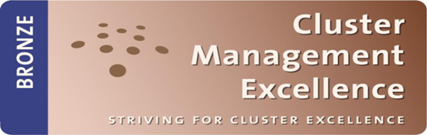 BRONZE
Cluster
Management
Excellence
STRIVING FOR CLUSTER EXCELLENCE